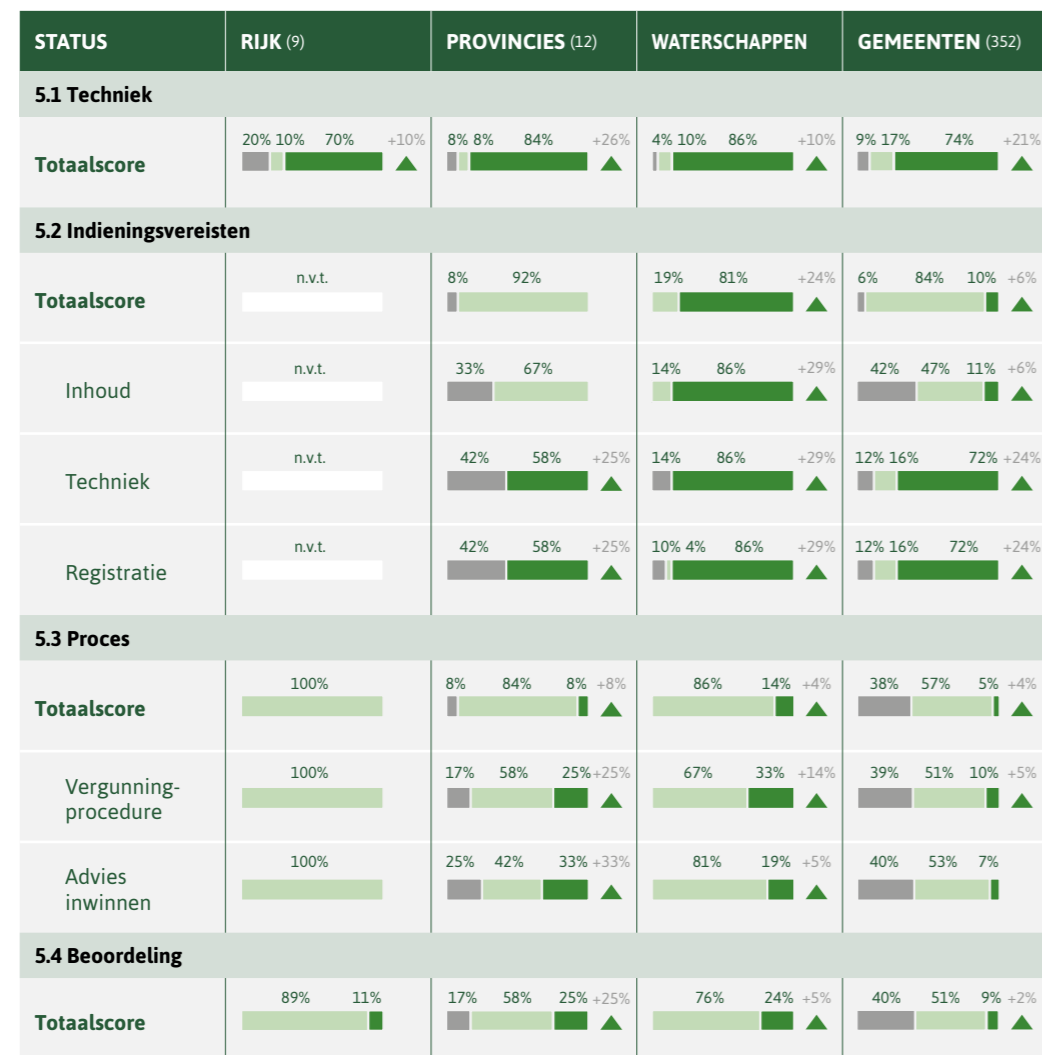 STATUS RIJK (9) PROVINCIES (12) WATERSCHAPPEN GEMEENTEN (352)
5.1 Techniek
20% 10% 70% +10% 8% 8% 84% +26% 4% 10% 86% +10% 9% 17% 74% +21%
Totaalscore
5.2 Indieningsvereisten
n.v.t. 8% 92% 19% 81% +24% 6% 84% 10% +6%
Totaalscore
n.v.t. 33% 67% 14% 86% +29% 42% 47% 11% +6%
Inhoud
n.v.t. 42% 58% +25% 14% 86% +29% 12% 16% 72% +24%
Techniek
n.v.t. 42% 58% +25% 10% 4% 86% +29% 12% 16% 72% +24%
Registratie
5.3 Proces
100% 8% 84% 8% +8% 86% 14% +4% 38% 57% 5% +4%
Totaalscore
100% 17% 58% 25% +25% 67% 33% +14% 39% 51% 10% +5%
Vergunning-
procedure
100% 25% 42% 33% +33% 81% 19% +5% 40% 53% 7%
Advies
inwinnen
5.4 Beoordeling
89% 11% 17% 58% 25% +25% 76% 24% +5% 40% 51% 9% +2%
Totaalscore